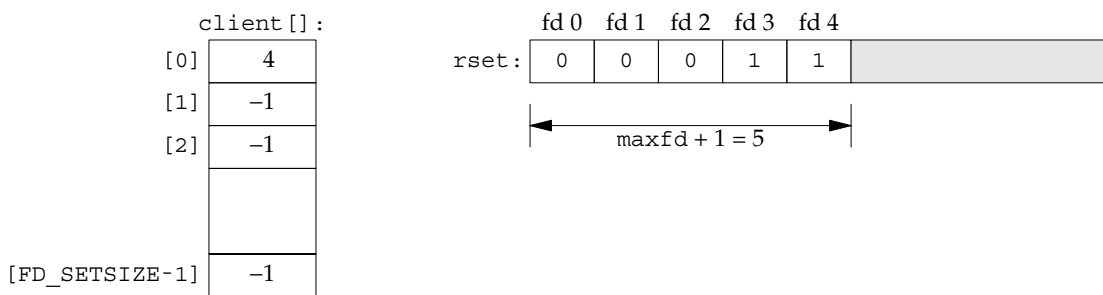 client[]:
[0] 4
[1] −1
[2] −1
[FD_SETSIZE-1] −1
fd 0 fd 1 fd 2 fd 3 fd 4
rset: 0 0 0 1 1
maxfd + 1 = 5